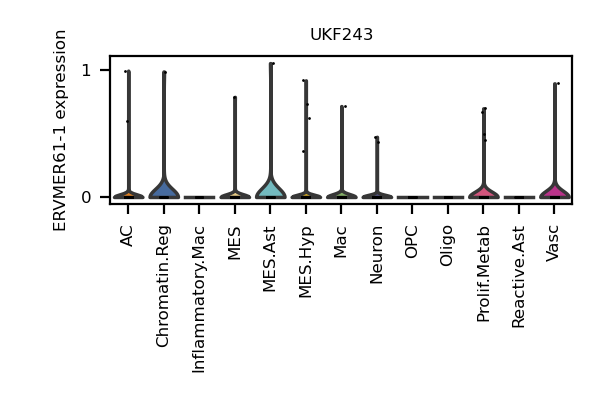 UKF243
ERVMER61-1 expression
1
0
AC
Chromatin.Reg
Inflammatory.Mac
MES
MES.Ast
MES.Hyp
Mac
Neuron
OPC
Oligo
Prolif.Metab
Reactive.Ast
Vasc